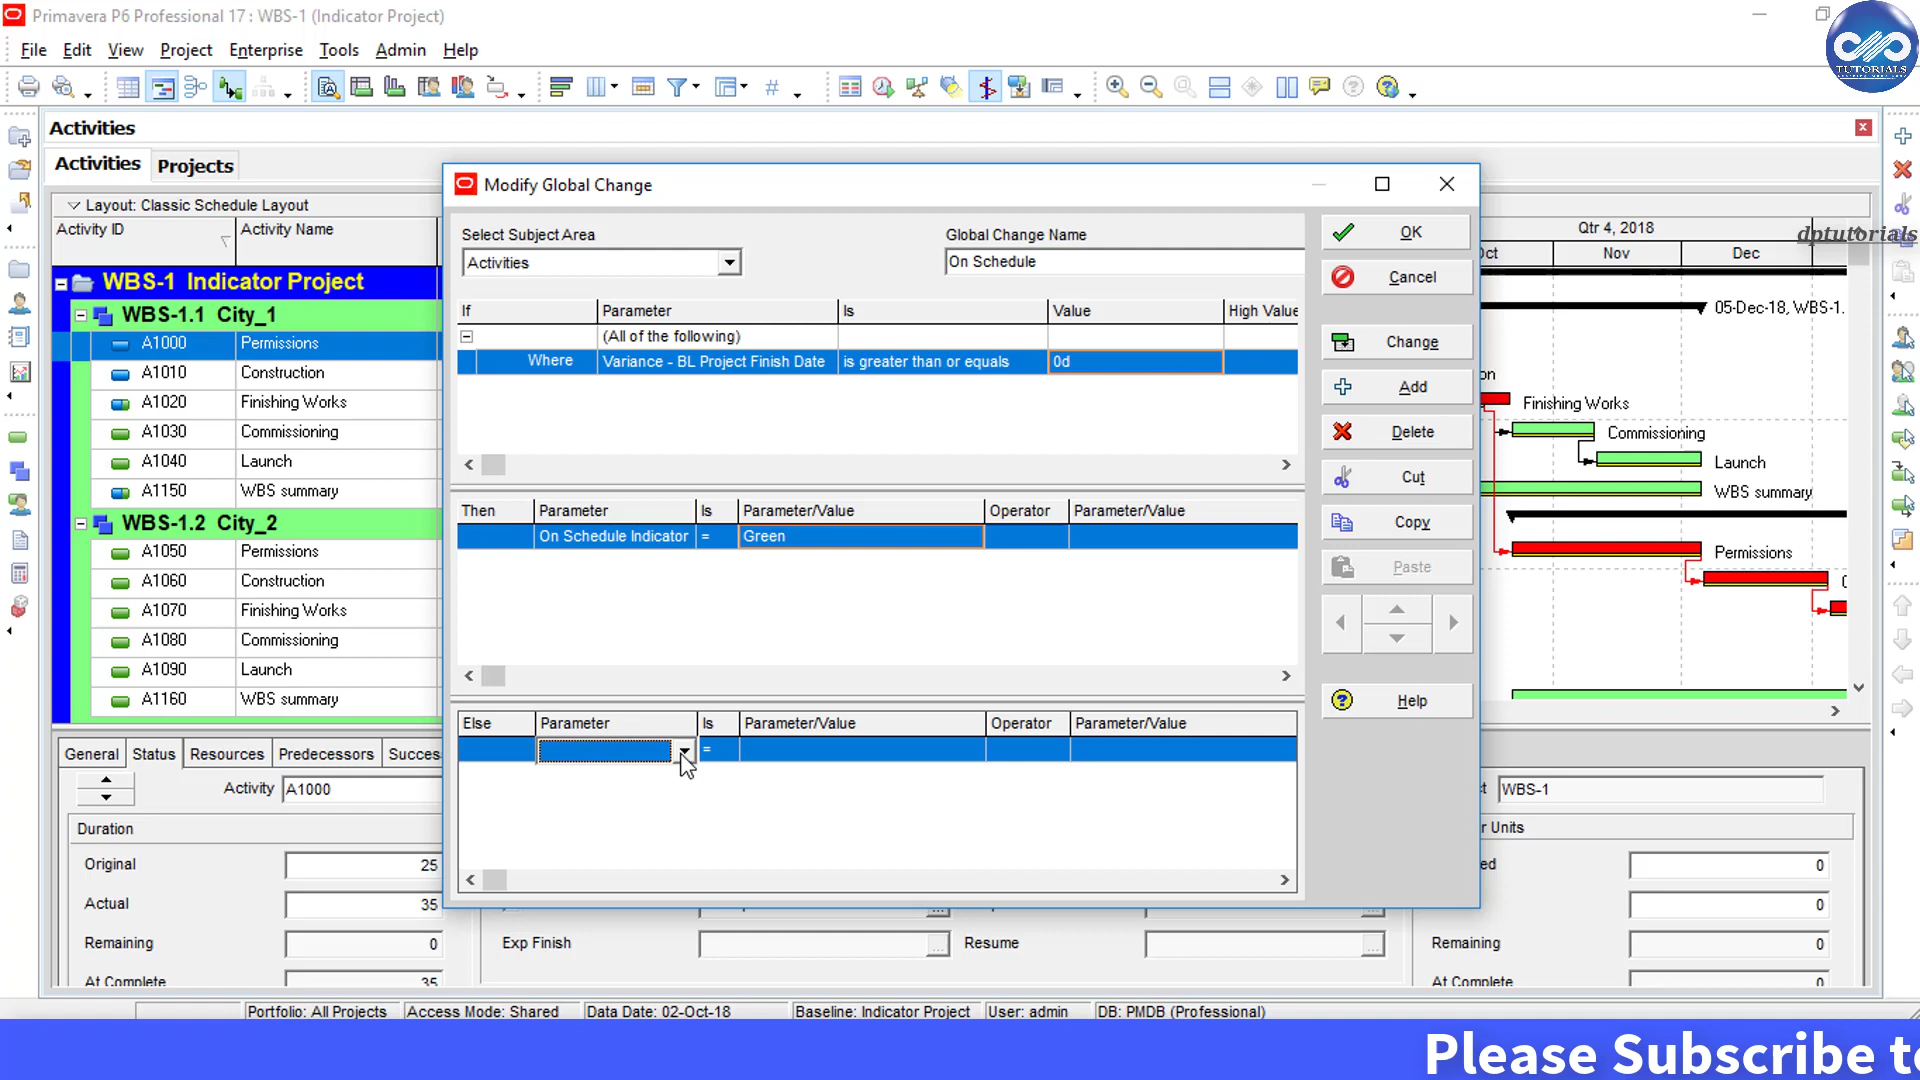 Primavera P6 Professional 17 : WBS-1 (Indicator Project)
File Edit View Project Enterprise Tools Admin Help
TUTORIALS
dptutorials
Activities
Activities Projects
Layout: Classic Schedule Layout
Activity ID Activity Name
Qtr 4, 2018
Nov Dec
WBS-1 Indicator Project
WBS-1.1 City_1
A1000 Permissions
A1010 Construction
A1020 Finishing Works
A1030 Commissioning
A1040 Launch
A1150 WBS summary
WBS-1.2 City_2
A1050 Permissions
A1060 Construction
A1070 Finishing Works
A1080 Commissioning
A1090 Launch
A1160 WBS summary
05-Dec-18, WBS-1.
Finishing Works
Commissioning
Launch
WBS summary
Permissions
Modify Global Change
Select Subject Area
Activities
Global Change Name
On Schedule
If Parameter Is Value High Value
(All of the following)
Where Variance - BL Project Finish Date is greater than or equals 0d
Then Parameter Is Parameter/Value Operator Parameter/Value
On Schedule Indicator = Green
Else Parameter Is Parameter/Value Operator Parameter/Value
=
OK
Cancel
Change
Add
Delete
Cut
Copy
Paste
Help
General Status Resources Predecessors Succes
Activity A1000
WBS-1
Duration
Original 25
Actual 35
Remaining 0
At Complete 35
Exp Finish
Resume
r Units
ed 0
0
Remaining 0
At Complete 0
Portfolio: All Projects Access Mode: Shared Data Date: 02-Oct-18 Baseline: Indicator Project User: admin DB: PMDB (Professional)
Please Subscribe to